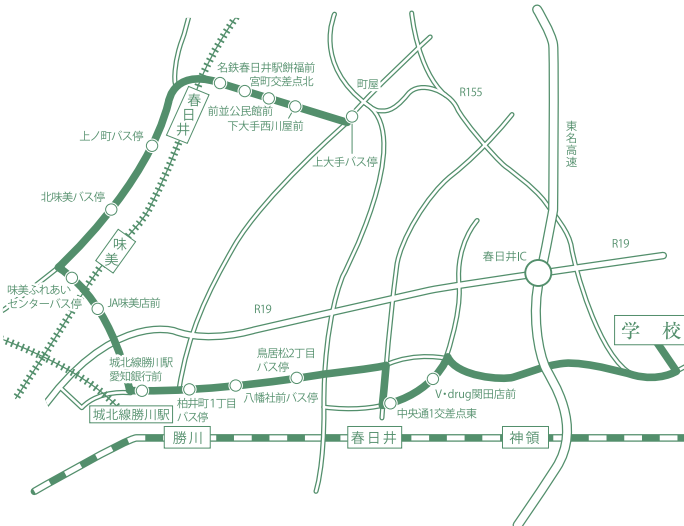 名鉄春日井駅餅福前
宮町交差点北
町屋
R155
春日井
前並公民館前
下大手西川屋前
東名高速
上ノ町バス停
上大手バス停
北味美バス停
味美
春日井IC
R19
味美ふれあい
センターバス停
JA味美店前
R19
学 校
鳥居松2丁目
バス停
城北線勝川駅
愛知銀行前
V・drug関田店前
柏井町1丁目
バス停
八幡社前バス停
中央通1交差点東
城北線勝川駅
勝川
春日井
神領